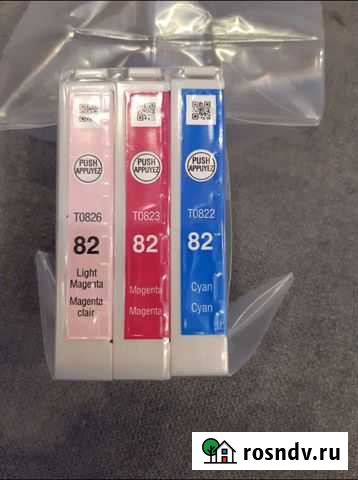 PUSH
APPUYEZ
T0826
82
Light
Magenta
Magenta
clair
PUSH
APPUYEZ
T0823
82
Magenta
Magenta
PUSH
APPUYEZ
T0822
82
Cyan
Cyan
rosndv.ru